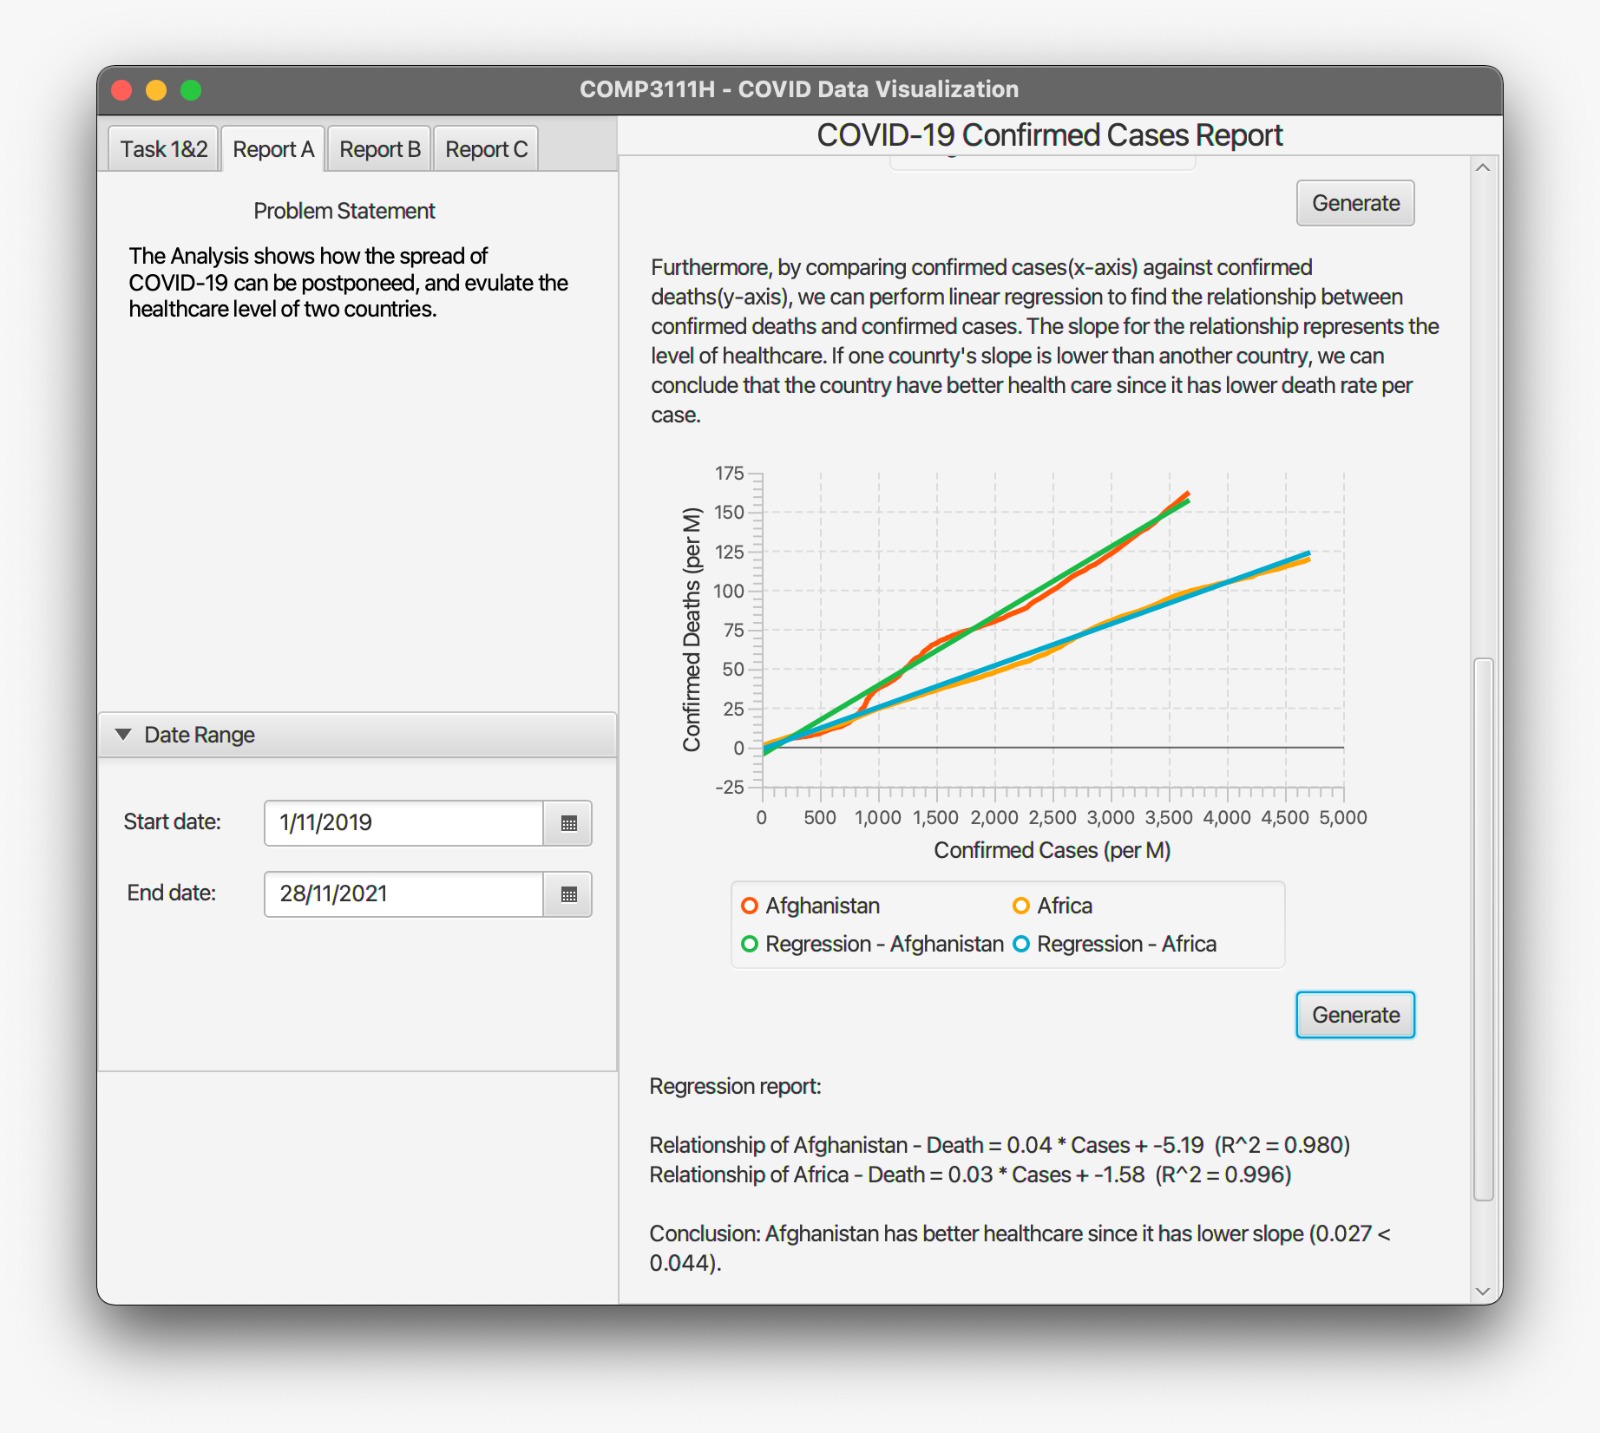 COMP3111H - COVID Data Visualization
Task 1&2
Report A
Report B
Report C
Problem Statement
The Analysis shows how the spread of
COVID-19 can be postponeed, and evulate the
healthcare level of two countries.
Date Range
Start date:
1/11/2019
End date:
28/11/2021
COVID-19 Confirmed Cases Report
Generate
Furthermore, by comparing confirmed cases(x-axis) against confirmed
deaths(y-axis), we can perform linear regression to find the relationship between
confirmed deaths and confirmed cases. The slope for the relationship represents the
level of healthcare. If one counrty's slope is lower than another country, we can
conclude that the country have better health care since it has lower death rate per
case.
Confirmed Deaths (per M)
175
150
125
100
75
50
25
0
-25
0 500 1,000 1,500 2,000 2,500 3,000 3,500 4,000 4,500 5,000
Confirmed Cases (per M)
Afghanistan
Africa
Regression - Afghanistan
Regression - Africa
Generate
Regression report:
Relationship of Afghanistan - Death = 0.04 * Cases + -5.19 (R^2 = 0.980)
Relationship of Africa - Death = 0.03 * Cases + -1.58 (R^2 = 0.996)
Conclusion: Afghanistan has better healthcare since it has lower slope (0.027 <
0.044).